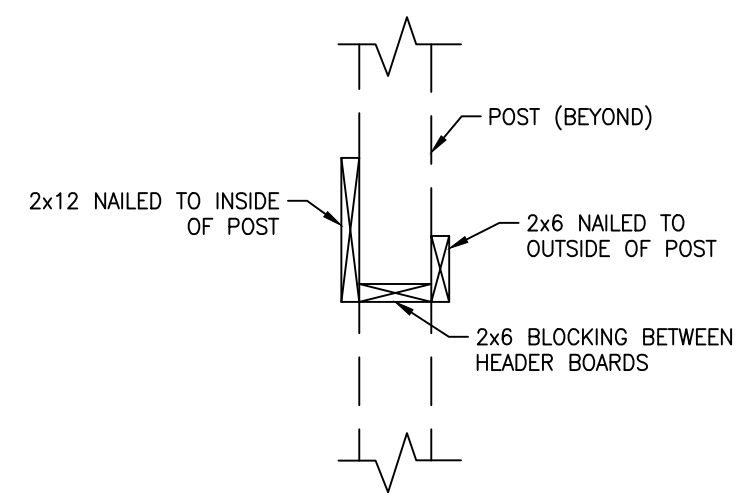 POST (BEYOND)
2x12 NAILED TO INSIDE
OF POST
2x6 NAILED TO
OUTSIDE OF POST
2x6 BLOCKING BETWEEN
HEADER BOARDS